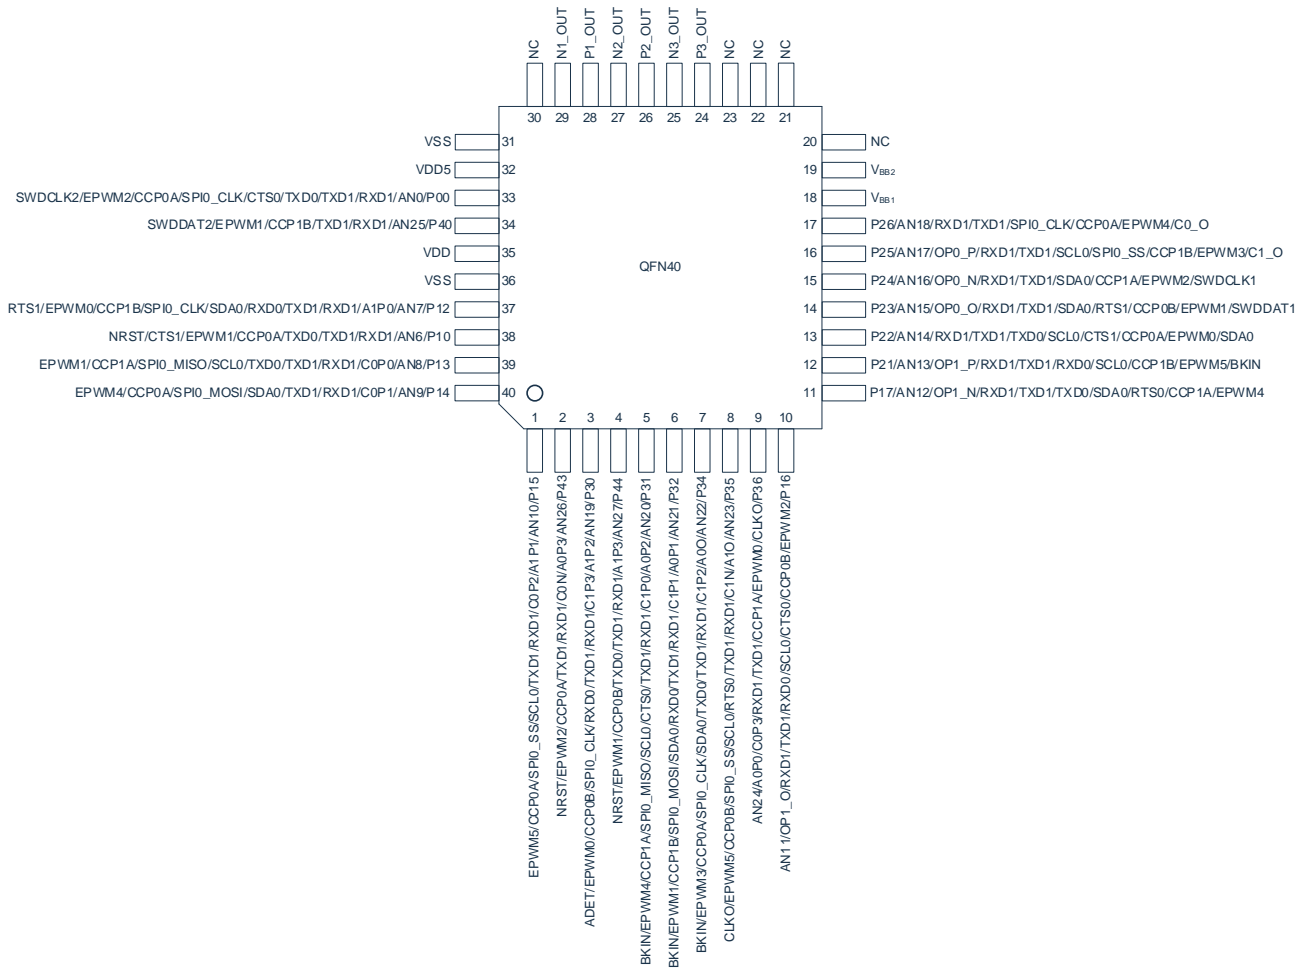 NC
N1_OUT
P1_OUT
N2_OUT
P2_OUT
N3_OUT
P3_OUT
NC
NC
NC
30
29
28
27
26
25
24
23
22
21
VSS
31
VDD5
32
SWDCLK2/EPWM2/CCP0A/SPI0_CLK/CTS0/TXD0/TXD1/RXD1/AN0/P00
33
SWDDAT2/EPWM1/CCP1B/TXD1/RXD1/AN25/P40
34
VDD
35
VSS
36
RTS1/EPWM0/CCP1B/SPI0_CLK/SDA0/RXD0/TXD1/RXD1/A1P0/AN7/P12
37
NRST/CTS1/EPWM1/CCP0A/TXD0/TXD1/RXD1/AN6/P10
38
EPWM1/CCP1A/SPI0_MISO/SCL0/TXD0/TXD1/RXD1/C0P0/AN8/P13
39
EPWM4/CCP0A/SPI0_MOSI/SDA0/TXD1/RXD1/C0P1/AN9/P14
40
QFN40
20
NC
19
VBB2
18
VBB1
17
P26/AN18/RXD1/TXD1/SPI0_CLK/CCP0A/EPWM4/C0_O
16
P25/AN17/OP0_P/RXD1/TXD1/SCL0/SPI0_SS/CCP1B/EPWM3/C1_O
15
P24/AN16/OP0_N/RXD1/TXD1/SDA0/CCP1A/EPWM2/SWDCLK1
14
P23/AN15/OP0_O/RXD1/TXD1/SDA0/RTS1/CCP0B/EPWM1/SWDDAT1
13
P22/AN14/RXD1/TXD1/TXD0/SCL0/CTS1/CCP0A/EPWM0/SDA0
12
P21/AN13/OP1_P/RXD1/TXD1/RXD0/SCL0/CCP1B/EPWM5/BKIN
11
P17/AN12/OP1_N/RXD1/TXD1/TXD0/SDA0/RTS0/CCP1A/EPWM4
1
2
3
4
5
6
7
8
9
10
EPWM5/CCP0A/SPI0_SS/SCL0/TXD1/RXD1/C0P2/A1P1/AN10/P15
NRST/EPWM2/CCP0A/TXD1/RXD1/C0N/A0P3/AN26/P43
ADET/EPWM0/CCP0B/SPI0_CLK/RXD0/TXD1/RXD1/C1P3/A1P2/AN19/P30
NRST/EPWM1/CCP0B/TXD0/TXD1/RXD1/A1P3/AN27/P44
BKIN/EPWM4/CCP1A/SPI0_MISO/SCL0/CTS0/TXD1/RXD1/C1P0/A0P2/AN20/P31
BKIN/EPWM1/CCP1B/SPI0_MOSI/SDA0/RXD0/TXD1/RXD1/C1P1/A0P1/AN21/P32
BKIN/EPWM3/CCP0A/SPI0_CLK/SDA0/TXD0/TXD1/RXD1/C1P2/A0O/AN22/P34
CLKO/EPWM5/CCP0B/SPI0_SS/SCL0/RTS0/TXD1/RXD1/C1N/A1O/AN23/P35
AN24/A0P0/C0P3/RXD1/TXD1/CCP1A/EPWM0/CLKO/P36
AN11/OP1_O/RXD1/TXD1/RXD0/SCL0/CTS0/CCP0B/EPWM2/P16